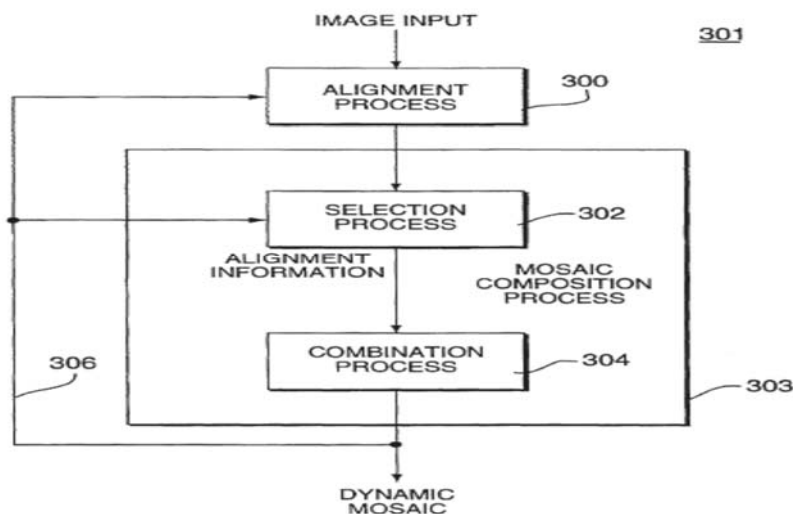 IMAGE INPUT
301
ALIGNMENT
PROCESS
300
SELECTION
PROCESS
302
ALIGNMENT
INFORMATION
MOSAIC
COMPOSITION
PROCESS
COMBINATION
PROCESS
304
306
303
DYNAMIC
MOSAIC